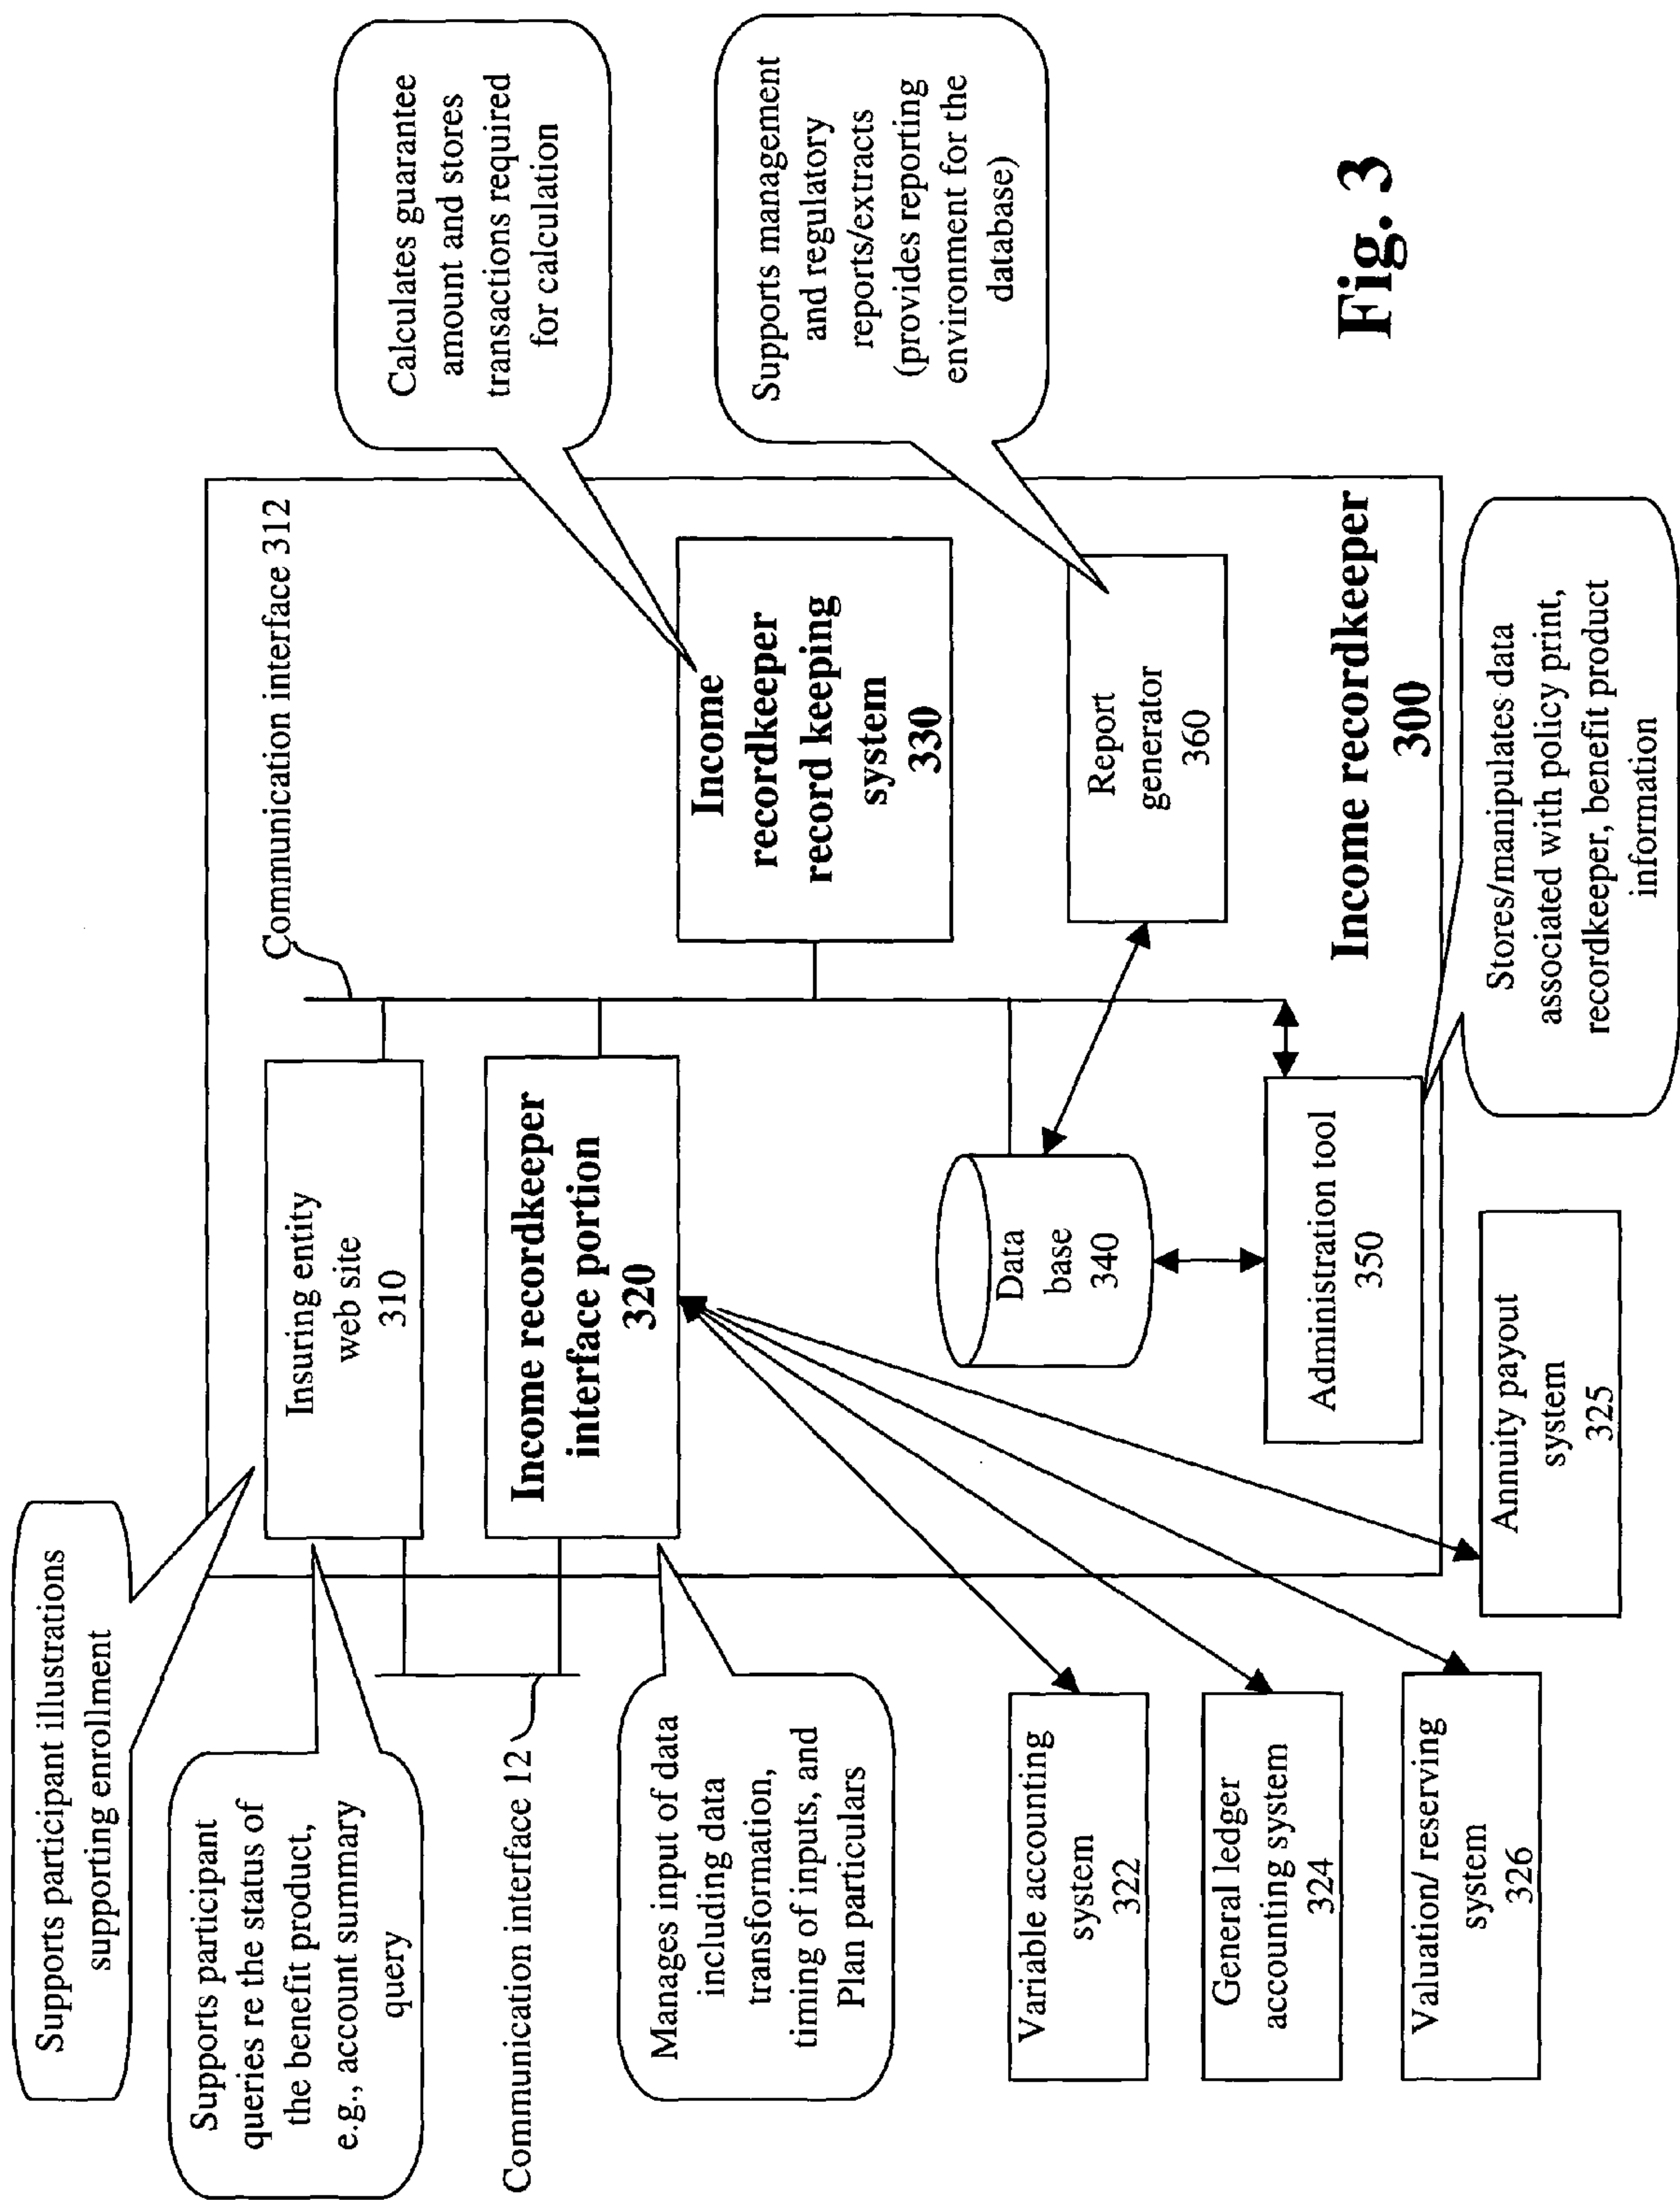 Supports participant illustrations
supporting enrollment
Supports participant
queries re the status of
the benefit product,
e.g., account summary
query
Communication interface 12
Manages input of data
including data
transformation,
timing of inputs, and
Plan particulars
Variable accounting
system
322
General ledger
accounting system
324
Valuation/ reserving
system
326
Annuity payout
system
325
Insuring entity
web site
310
Income recordkeeper
interface portion
320
Data
base
340
Administration tool
350
Communication interface 312
Income
recordkeeper
record keeping
system
330
Report
generator
360
Income recordkeeper
300
Stores/manipulates data
associated with policy print,
recordkeeper, benefit product
information
Calculates guarantee
amount and stores
transactions required
for calculation
Supports management
and regulatory
reports/extracts
(provides reporting
environment for the
database)
Fig. 3